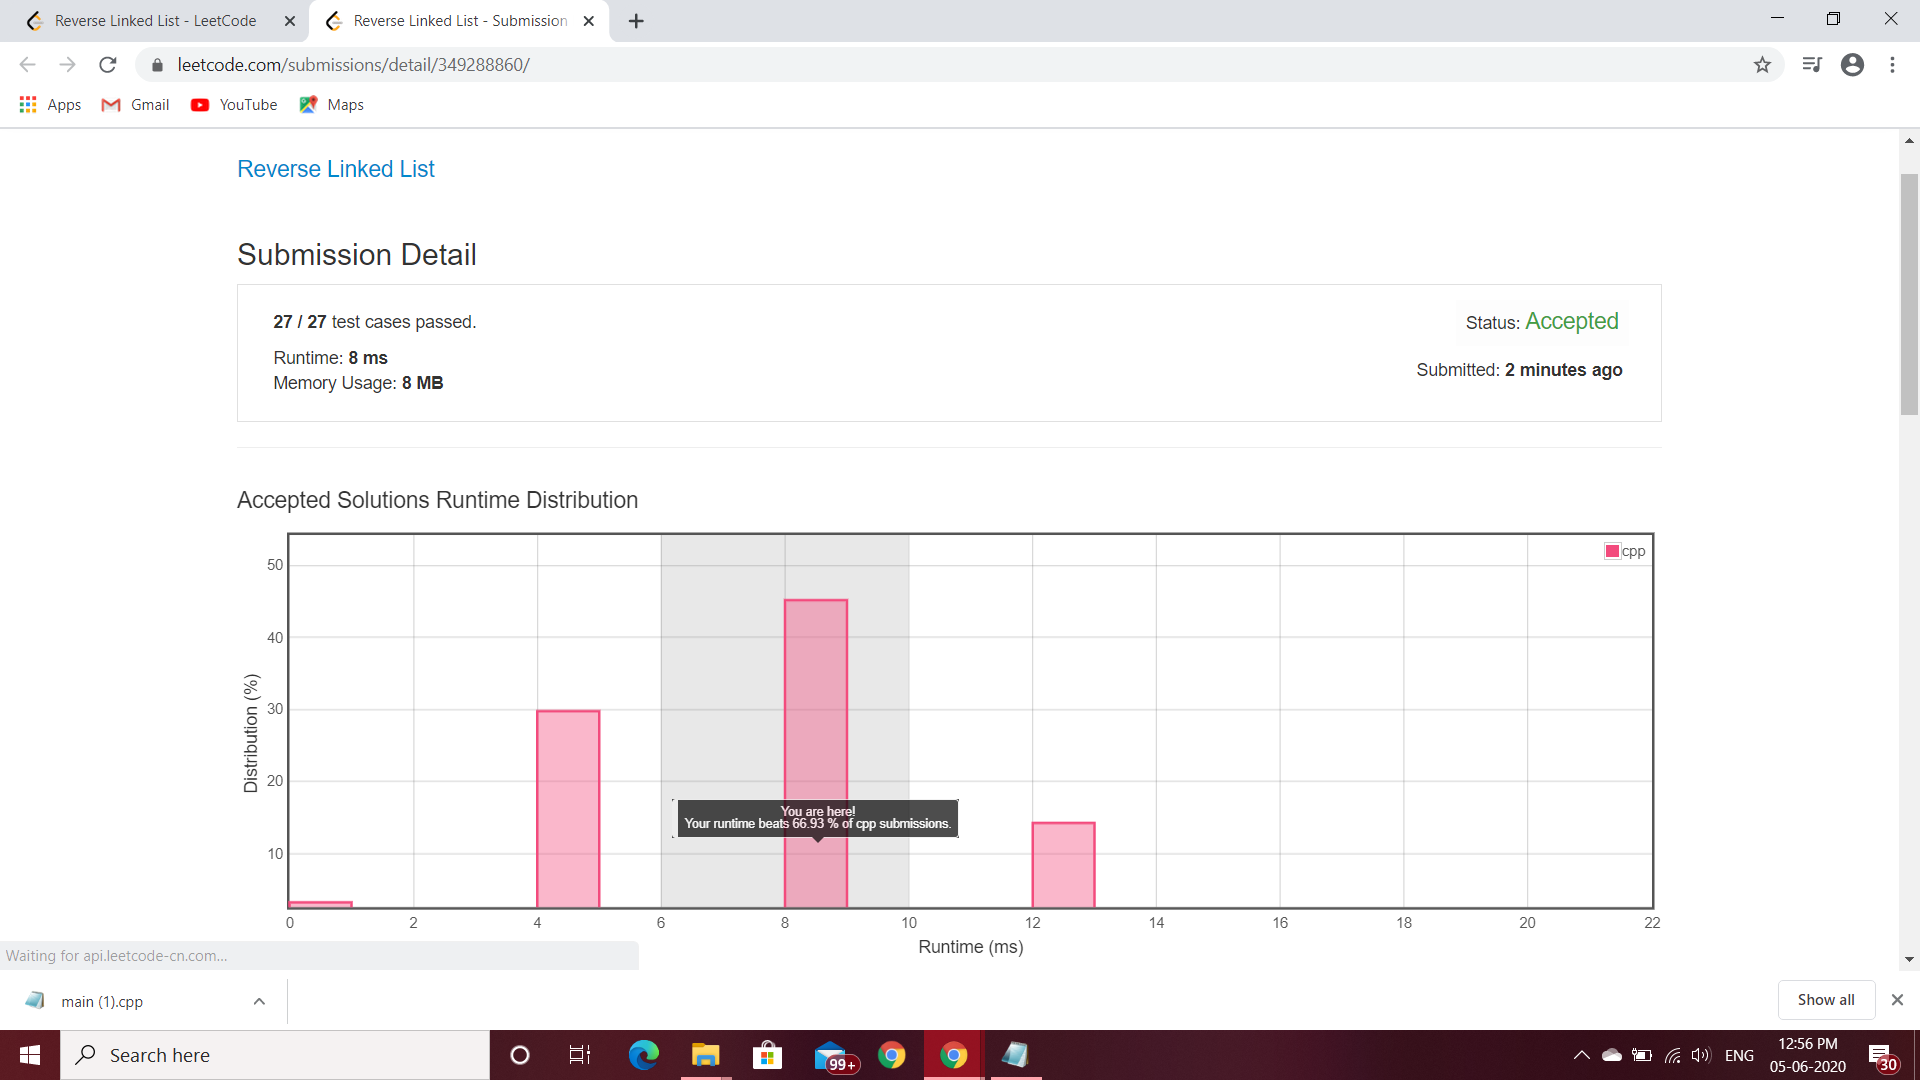 Reverse Linked List - LeetCode
Reverse Linked List - Submission
leetcode.com/submissions/detail/349288860/
Apps Gmail YouTube Maps
Reverse Linked List
Submission Detail
27 / 27 test cases passed.
Status: Accepted
Runtime: 8 ms
Submitted: 2 minutes ago
Memory Usage: 8 MB
Accepted Solutions Runtime Distribution
cpp
50
40
30
20
10
Distribution (%)
You are here!
Your runtime beats 66.93 % of cpp submissions.
0 2 4 6 8 10 12 14 16 18 20 22
Runtime (ms)
Waiting for api.leetcode-cn.com...
main (1).cpp
Show all
Search here
99+
ENG
12:56 PM
05-06-2020
30